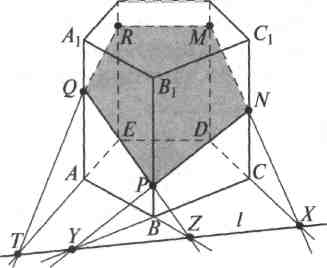 A₁ R M C₁
B₁
Q N
E D
A P C
B Z l X
T Y